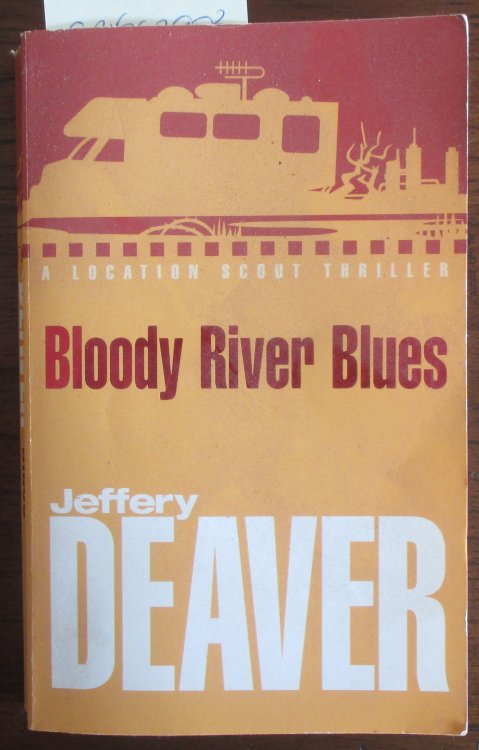 A LOCATION SCOUT THRILLER
Bloody River Blues
Jeffery
DEAVER